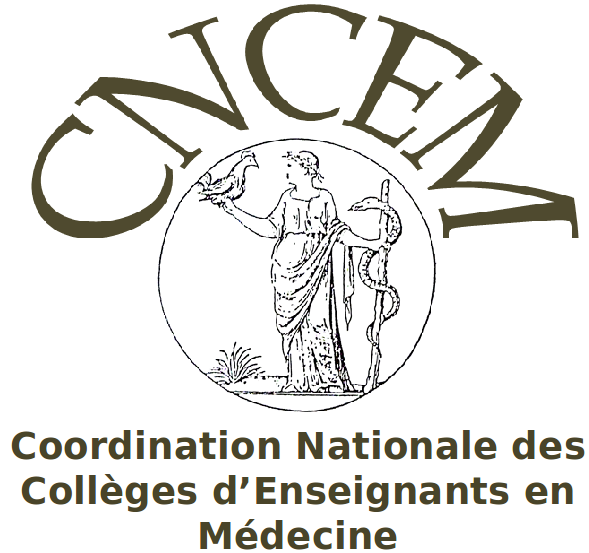 CNCEM
Coordination Nationale des
Collèges d’Enseignants en
Médecine